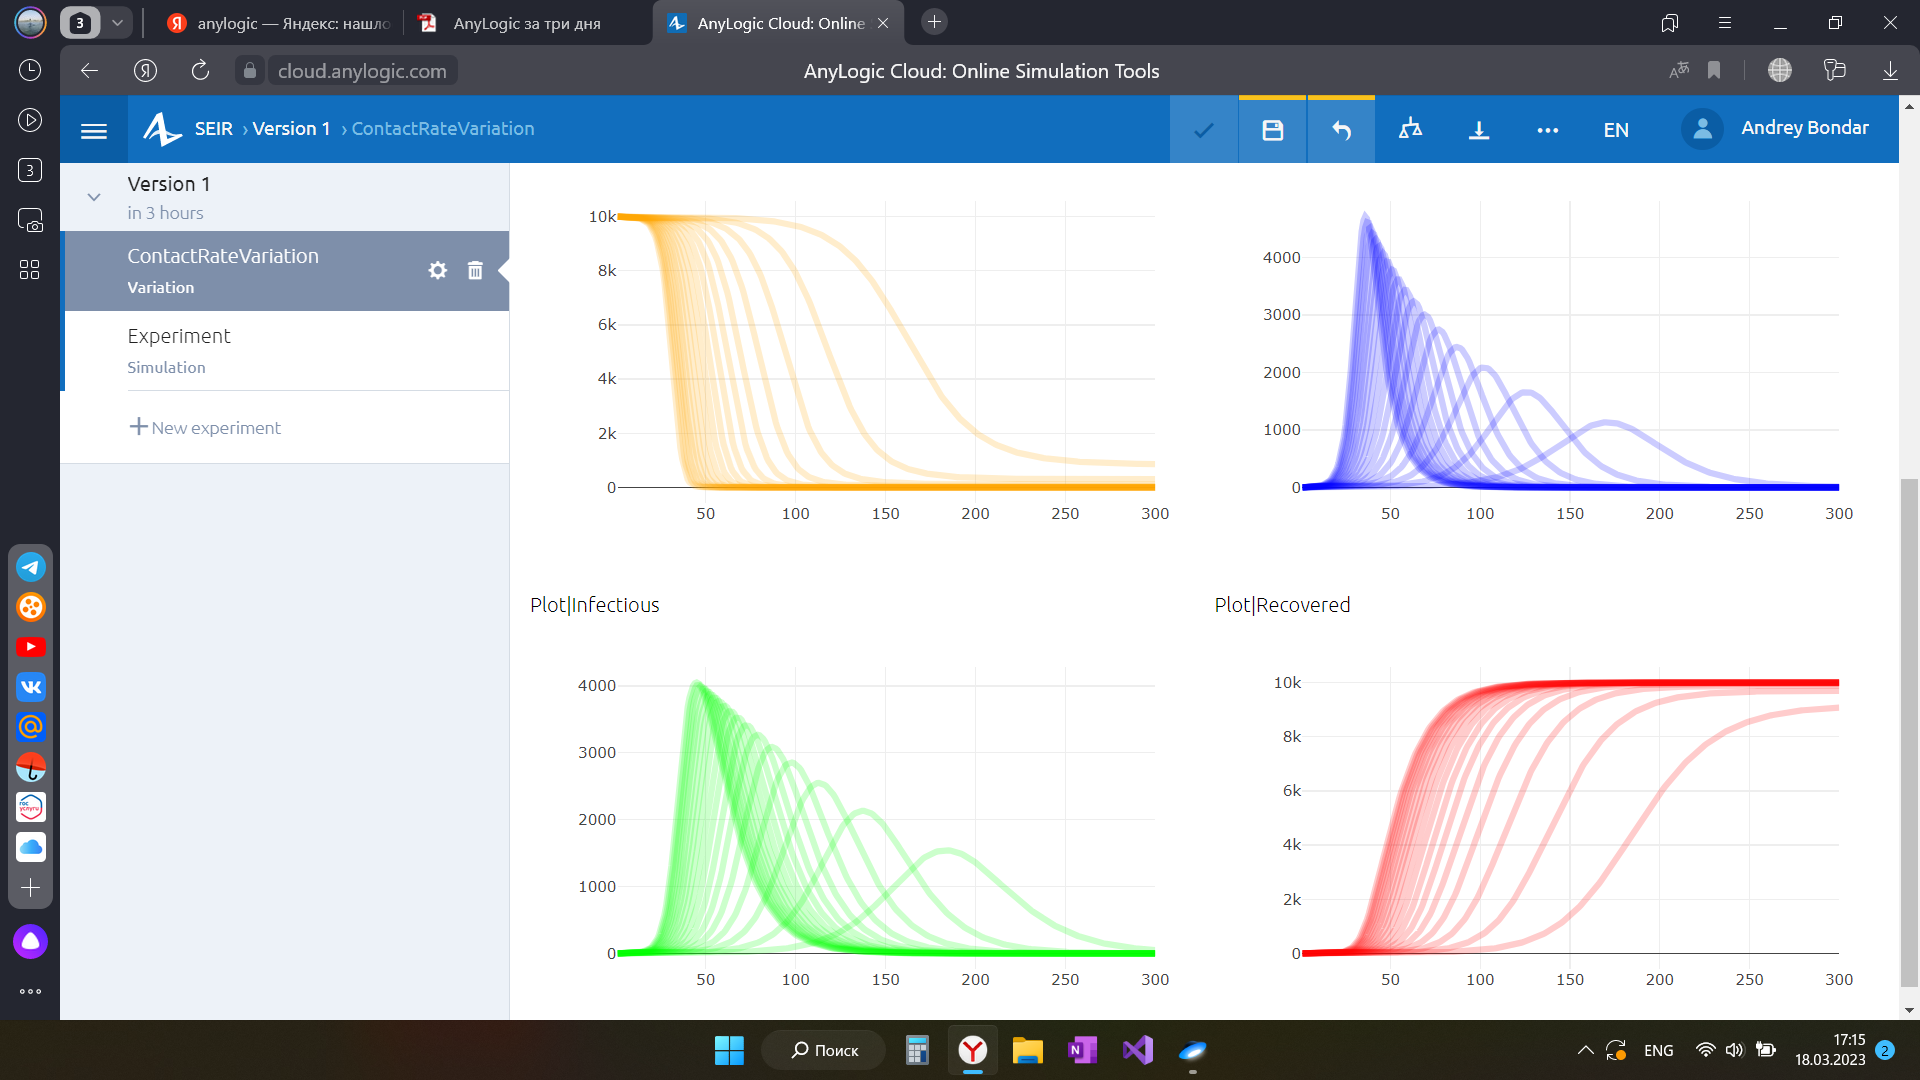 3
anylogic — Яндекс: нашло
AnyLogic за три дня
AnyLogic Cloud: Online
Я
cloud.anylogic.com
AnyLogic Cloud: Online Simulation Tools
3
SEIR › Version 1 › ContactRateVariation
EN
Andrey Bondar
Version 1
in 3 hours
ContactRateVariation
Variation
Experiment
Simulation
New experiment
10k
8k
6k
4k
2k
0
50 100 150 200 250 300
4000
3000
2000
1000
0
50 100 150 200 250 300
Plot|Infectious
4000
3000
2000
1000
0
50 100 150 200 250 300
Plot|Recovered
10k
8k
6k
4k
2k
0
50 100 150 200 250 300
гос
услуги
Поиск
N
ENG
17:15
18.03.2023
2